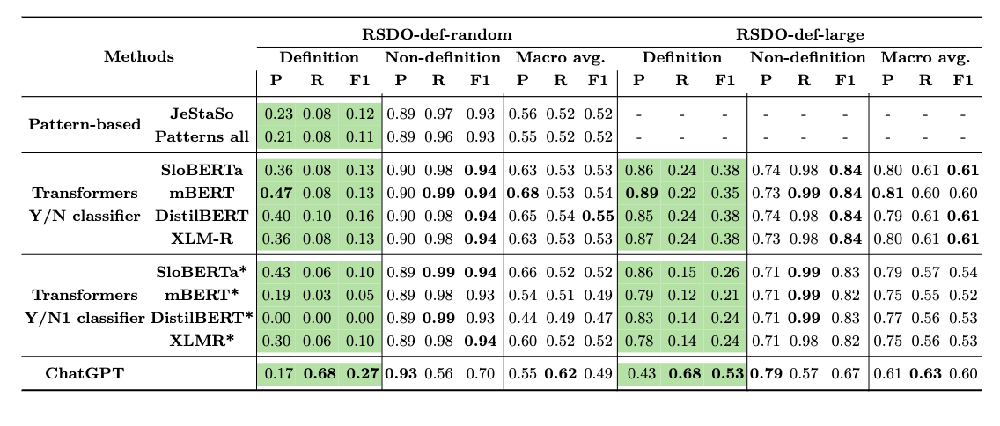 RSDO-def-random RSDO-def-large
Methods Definition Non-definition Macro avg. Definition Non-definition Macro avg.
P R F1 P R F1 P R F1 P R F1 P R F1 P R F1
Pattern-based JeStaSo 0.23 0.08 0.12 0.89 0.97 0.93 0.56 0.52 0.52 - - - - - - - - -
Patterns all 0.21 0.08 0.11 0.89 0.96 0.93 0.55 0.52 0.52 - - - - - - - - -
SloBERTa 0.36 0.08 0.13 0.90 0.98 0.94 0.63 0.53 0.53 0.86 0.24 0.38 0.74 0.98 0.84 0.80 0.61 0.61
Transformers mBERT 0.47 0.08 0.13 0.90 0.99 0.94 0.68 0.53 0.54 0.89 0.22 0.35 0.73 0.99 0.84 0.81 0.60 0.60
Y/N classifier DistilBERT 0.40 0.10 0.16 0.90 0.98 0.94 0.65 0.54 0.55 0.85 0.24 0.38 0.74 0.98 0.84 0.79 0.61 0.61
XLM-R 0.36 0.08 0.13 0.90 0.98 0.94 0.63 0.53 0.53 0.87 0.24 0.38 0.73 0.98 0.84 0.80 0.61 0.61
SloBERTa* 0.43 0.06 0.10 0.89 0.99 0.94 0.66 0.52 0.52 0.86 0.15 0.26 0.71 0.99 0.83 0.79 0.57 0.54
Transformers mBERT* 0.19 0.03 0.05 0.89 0.98 0.93 0.54 0.51 0.49 0.79 0.12 0.21 0.71 0.99 0.82 0.75 0.55 0.52
Y/N1 classifier DistilBERT* 0.00 0.00 0.00 0.89 0.99 0.93 0.44 0.49 0.47 0.83 0.14 0.24 0.71 0.99 0.83 0.77 0.56 0.53
XLMR* 0.30 0.06 0.10 0.89 0.98 0.94 0.60 0.52 0.52 0.78 0.14 0.24 0.71 0.98 0.82 0.75 0.56 0.53
ChatGPT 0.17 0.68 0.27 0.93 0.56 0.70 0.55 0.62 0.49 0.43 0.68 0.53 0.79 0.57 0.67 0.61 0.63 0.60